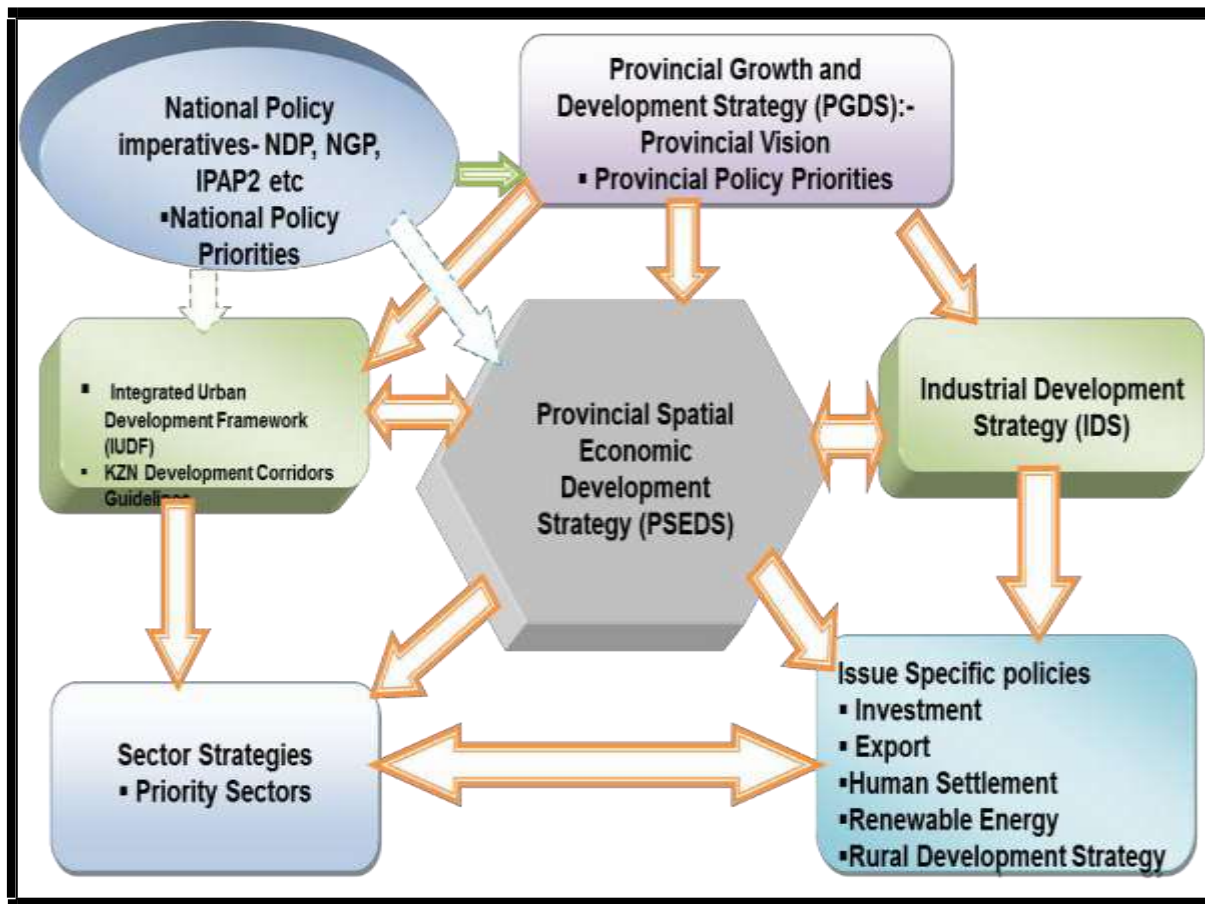 National Policy
imperatives- NDP, NGP,
IPAP2 etc
▪National Policy
Priorities
Provincial Growth and
Development Strategy (PGDS):-
Provincial Vision
▪ Provincial Policy Priorities
▪ Integrated Urban
Development Framework
(IUDF)
▪ KZN Development Corridors
Guidelines
Provincial Spatial
Economic
Development
Strategy (PSEDS)
Industrial Development
Strategy (IDS)
Sector Strategies
▪ Priority Sectors
Issue Specific policies
▪ Investment
▪ Export
▪Human Settlement
▪Renewable Energy
▪Rural Development Strategy